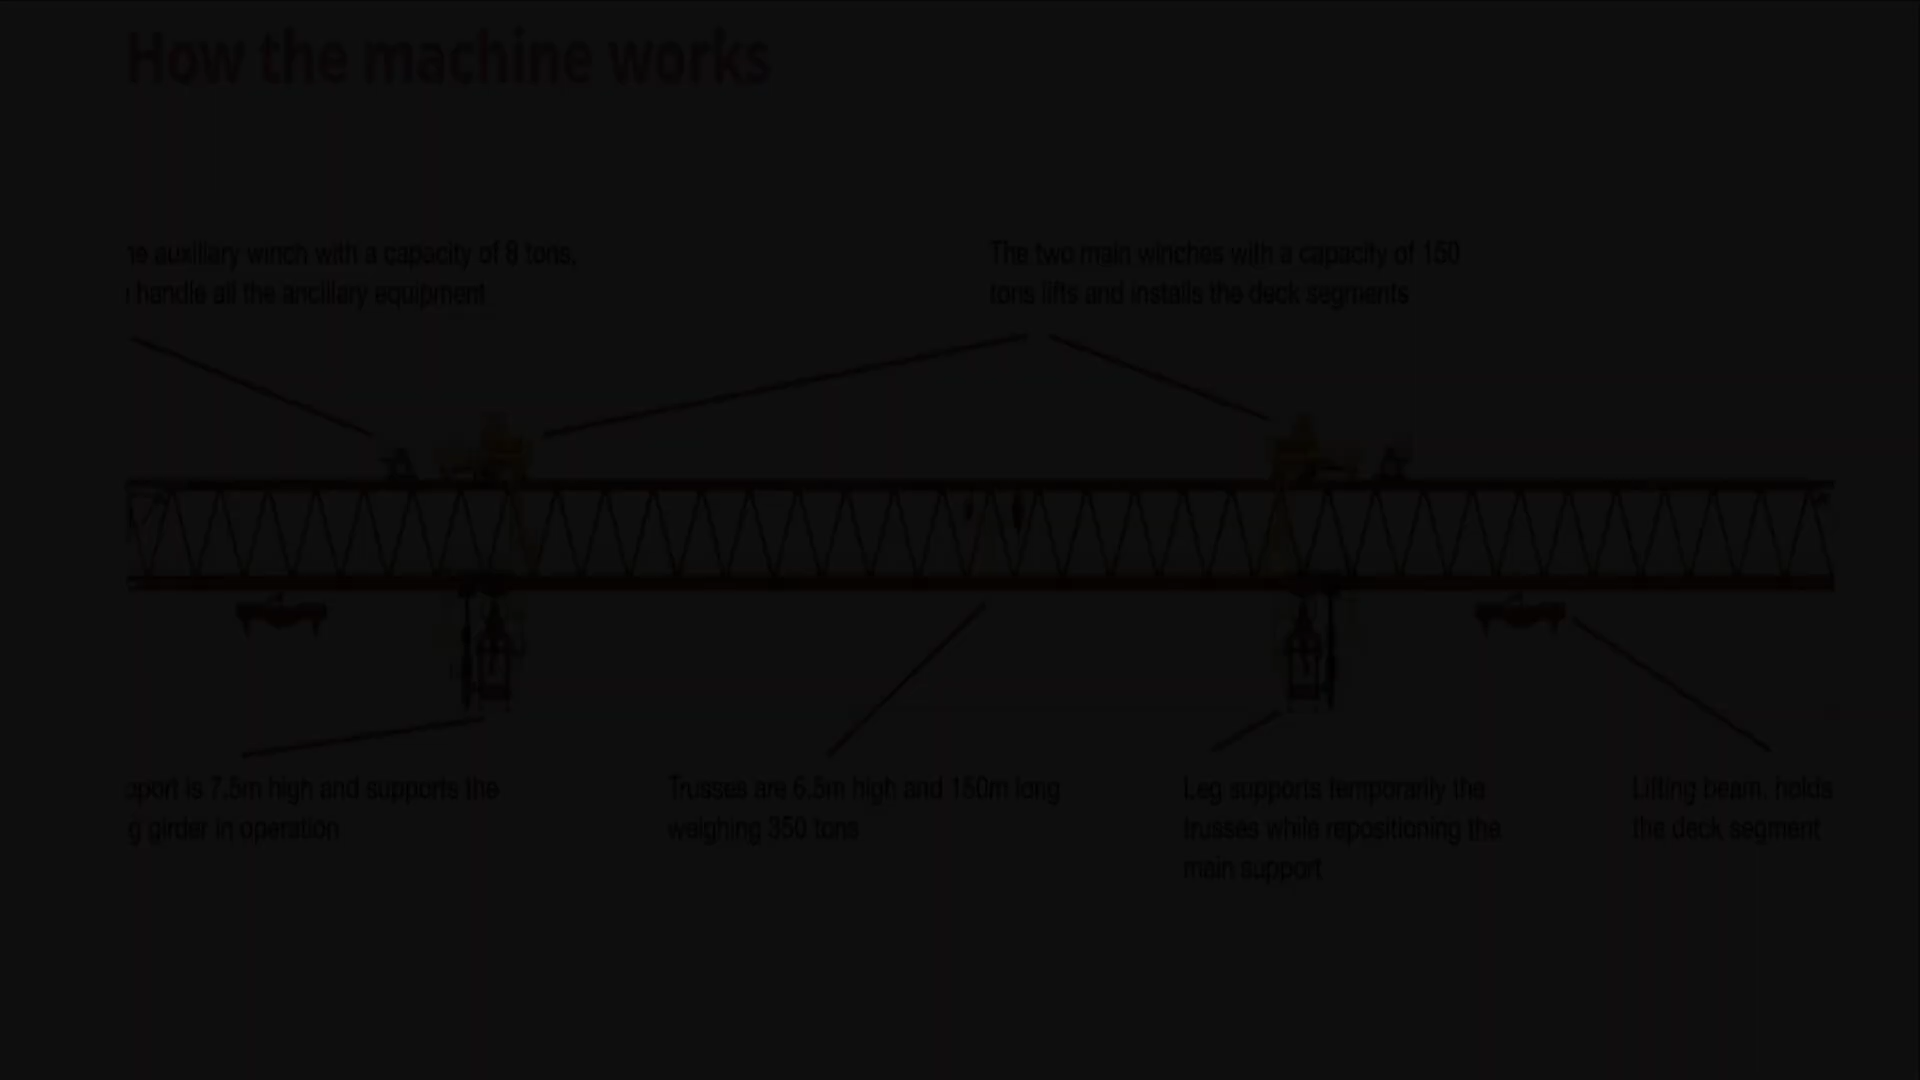 How the machine works
auxiliary winch with a capacity of 8 tons,
handle all the ancillary equipment
The two main winches with a capacity of 150
tons lifts and installs the deck segments
is 7.5m high and supports the
girder in operation
Trusses are 6.5m high and 150m long
weighing 350 tons
Leg supports temporarily the
trusses while repositioning the
main support
Lifting beam, holds
the deck segment